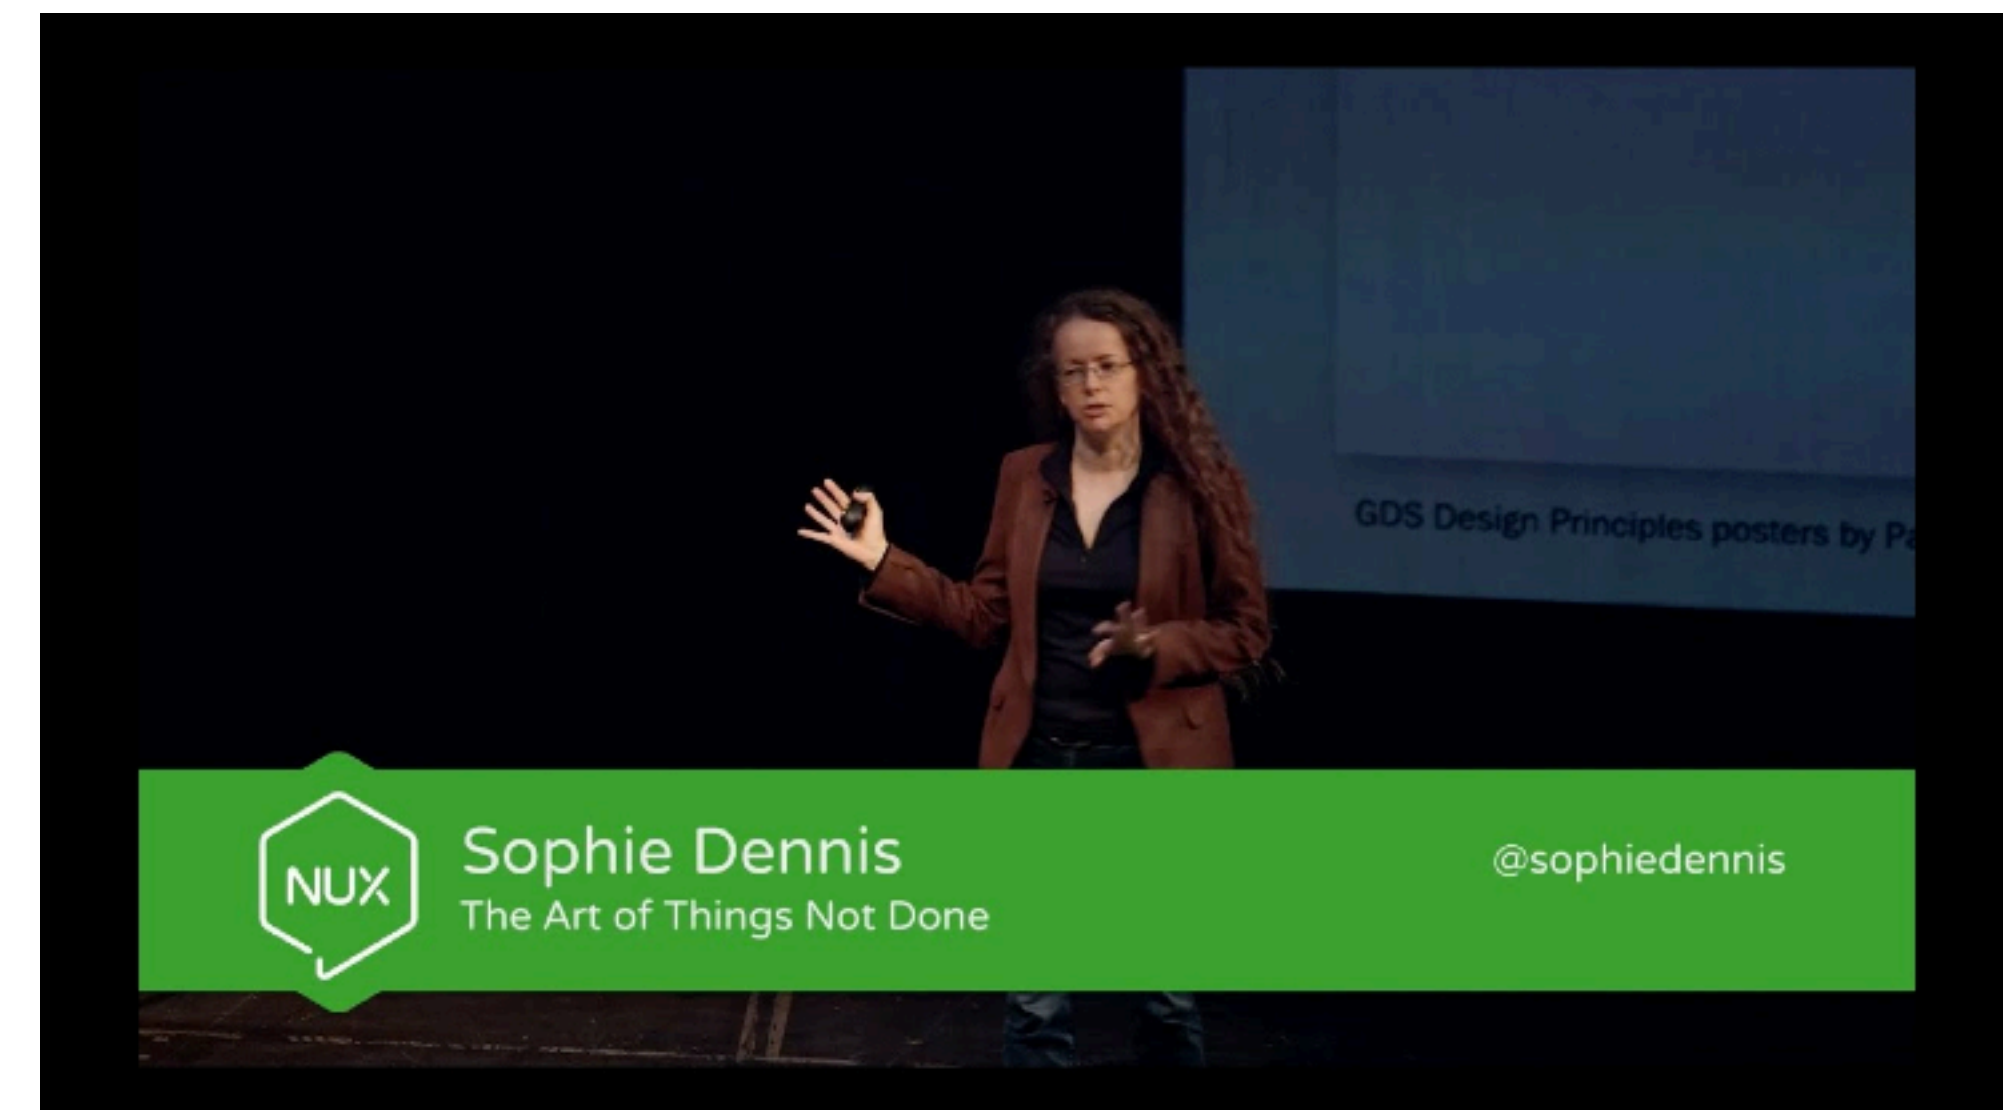 GDS Design Principles posters by
NUX
Sophie Dennis
The Art of Things Not Done
@sophiedennis